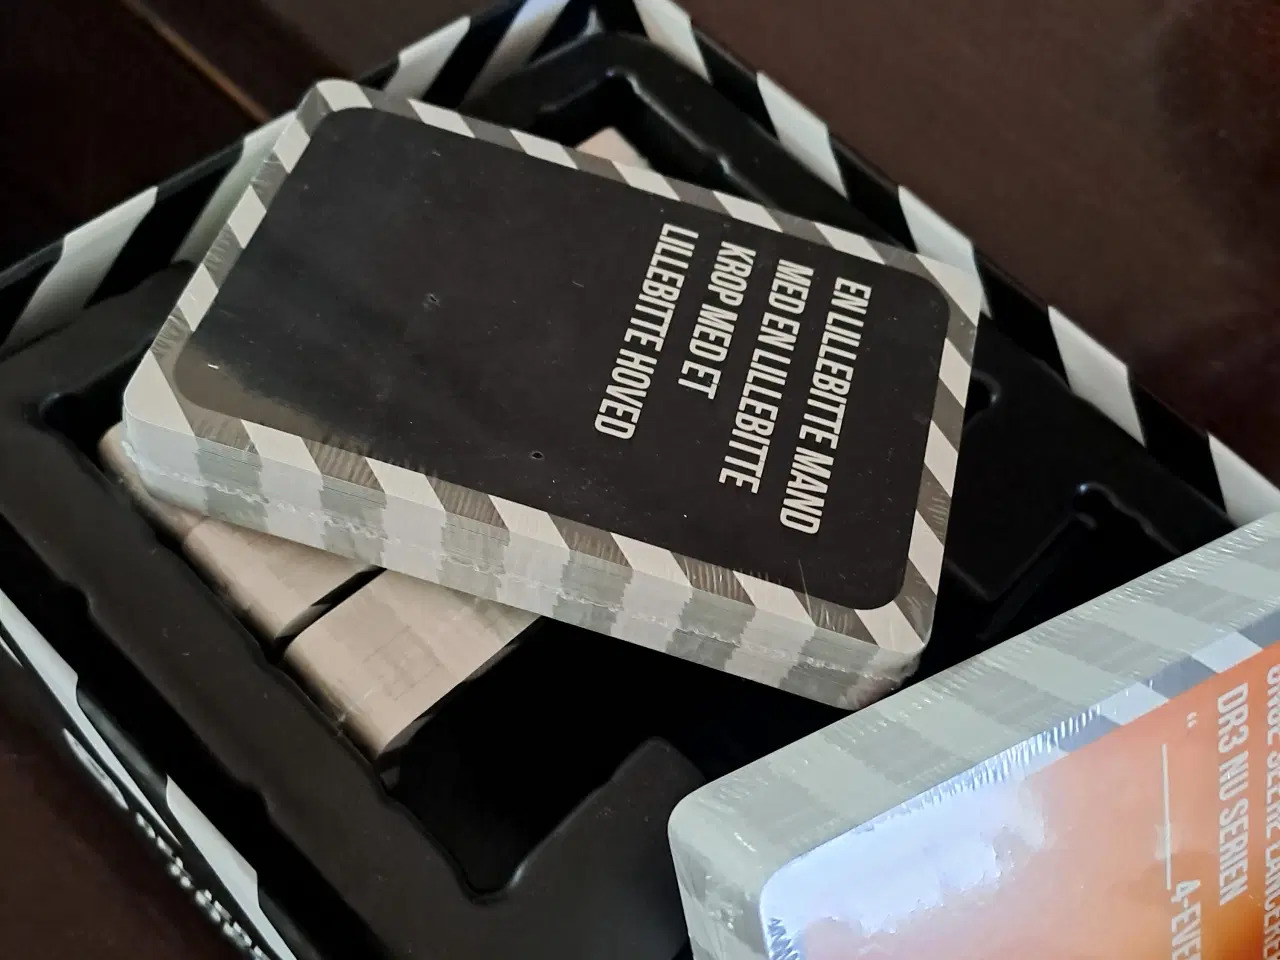 EN LILLEBITTE MAND
MED EN LILLEBITTE
KROP MED ET
LILLEBITTE HOVED
DR3 NU SERIEN
"